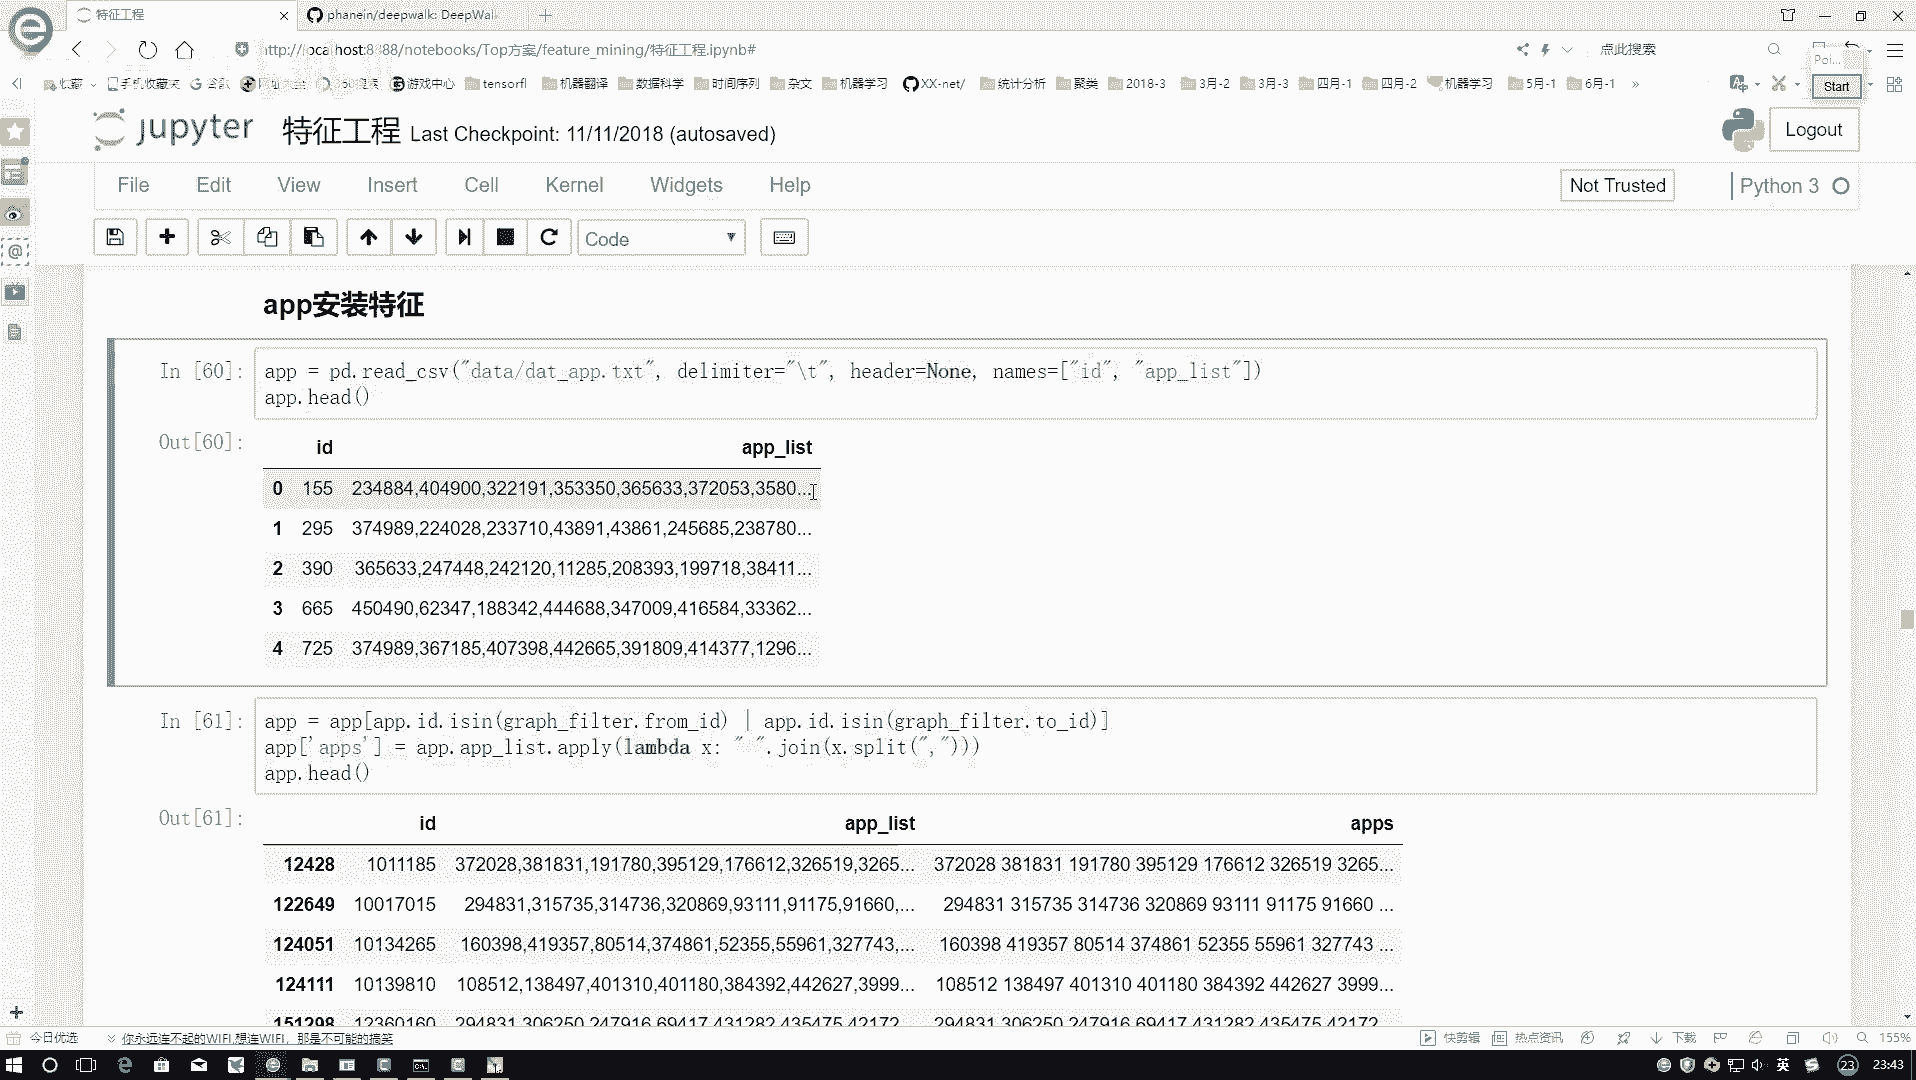 特征工程
phanein/deepwalk: DeepWalk
http://localhost:8888/notebooks/Top方案/feature_mining/特征工程.ipynb#
点此搜索
Poi...
收藏
手机收藏夹
游戏中心
tensorfl
机器翻译
数据科学
时间序列
杂文
机器学习
XX-net/
统计分析
聚类
2018-3
3月-2
3月-3
四月-1
四月-2
机器学习
5月-1
6月-1
»
Start
jupyter
特征工程 Last Checkpoint: 11/11/2018 (autosaved)
Logout
File Edit View Insert Cell Kernel Widgets Help
Not Trusted
Python 3
Code
app安装特征
In [60]: app = pd.read_csv("data/dat_app.txt", delimiter="\t", header=None, names=["id", "app_list"])
app.head()
Out[60]:
id app_list
0 155 234884,404900,322191,353350,365633,372053,3580...
1 295 374989,224028,233710,43891,43861,245685,238780...
2 390 365633,247448,242120,11285,208393,199718,38411...
3 665 450490,62347,188342,444688,347009,416584,33362...
4 725 374989,367185,407398,442665,391809,414377,1296...
In [61]: app = app[app.id.isin(graph_filter.from_id) | app.id.isin(graph_filter.to_id)]
app['apps'] = app.app_list.apply(lambda x: " ".join(x.split(",")))
app.head()
Out[61]:
id app_list apps
12428 1011185 372028,381831,191780,395129,176612,326519,3265... 372028 381831 191780 395129 176612 326519 3265...
122649 10017015 294831,315735,314736,320869,93111,91175,91660,... 294831 315735 314736 320869 93111 91175 91660 ...
124051 10134265 160398,419357,80514,374861,52355,55961,327743,... 160398 419357 80514 374861 52355 55961 327743 ...
124111 10139810 108512,138497,401310,401180,384392,442627,3999... 108512 138497 401310 401180 384392 442627 3999...
151298 12360160 294831,306250,247916,69417,431282,435475,42172... 294831 306250 247916 69417 431282 435475 42172...
今日优选
你永远连不起的WIFI,想连WIFI，那是不可能的搞笑
快剪辑
热点资讯
下载
155%
英
23
23:43